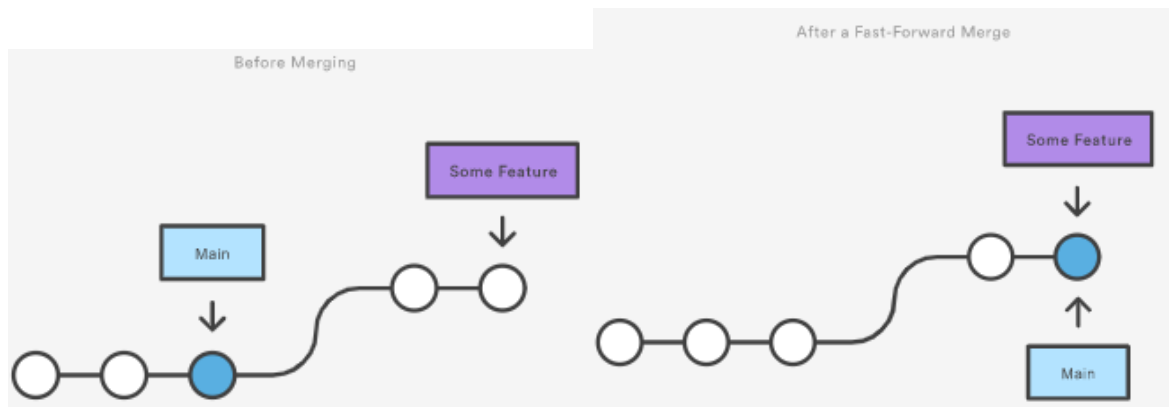 Before Merging
Some Feature
Main
After a Fast-Forward Merge
Some Feature
Main